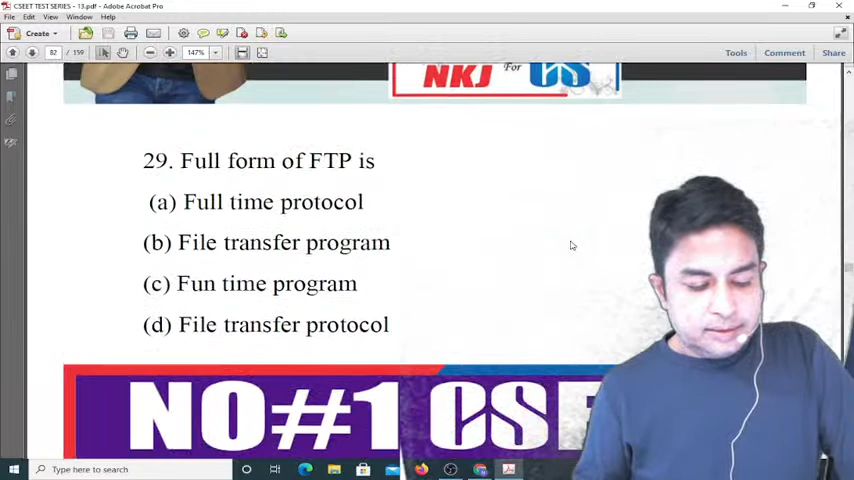 CSEET TEST SERIES - 13.pdf - Adobe Acrobat Pro
File Edit View Window Help
Create
82 / 159
147%
Tools Comment Share
NKJ For CS
29. Full form of FTP is
(a) Full time protocol
(b) File transfer program
(c) Fun time program
(d) File transfer protocol
NO#1 CSE
Type here to search